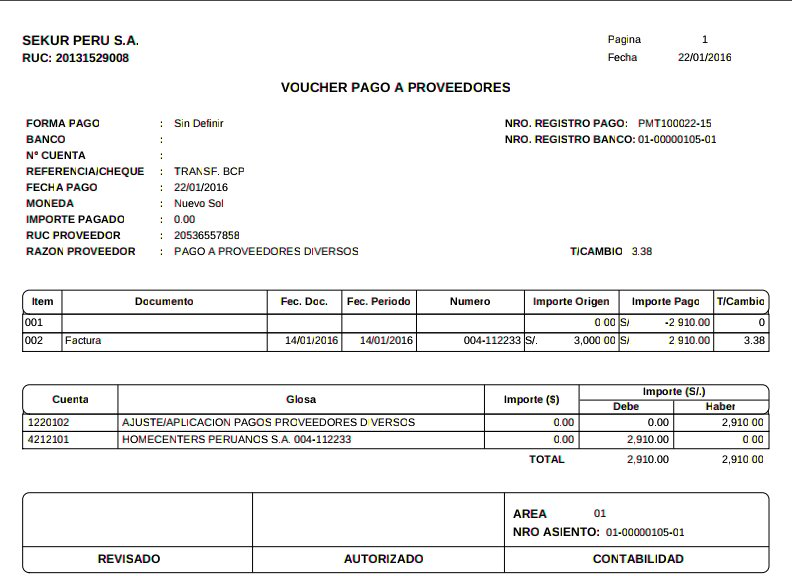 SEKUR PERU S.A.
Pagina 1
RUC: 20131529008
Fecha 22/01/2016
VOUCHER PAGO A PROVEEDORES
FORMA PAGO : Sin Definir NRO. REGISTRO PAGO: PMT100022-15
BANCO : NRO. REGISTRO BANCO: 01-00000105-01
Nº CUENTA :
REFERENCIA/CHEQUE : TRANSF. BCP
FECHA PAGO : 22/01/2016
MONEDA : Nuevo Sol
IMPORTE PAGADO : 0.00
RUC PROVEEDOR : 20536557858
RAZON PROVEEDOR : PAGO A PROVEEDORES DIVERSOS T/CAMBIO 3.38
Item Documento Fec. Doc. Fec. Periodo Numero Importe Origen Importe Pago T/Cambio
001 0 00 S/ -2 910.00 0
002 Factura 14/01/2016 14/01/2016 004-112233 S/. 3,000 00 S/ 2 910.00 3.38
Cuenta Glosa Importe ($) Importe (S/.)
Debe Haber
1220102 AJUSTE/APLICACION PAGOS PROVEEDORES DIVERSOS 0.00 0.00 2,910 00
4212101 HOMECENTERS PERUANOS S.A. 004-112233 0.00 2,910.00 0 00
TOTAL 2,910.00 2,910 00
AREA 01
NRO ASIENTO: 01-00000105-01
REVISADO AUTORIZADO CONTABILIDAD